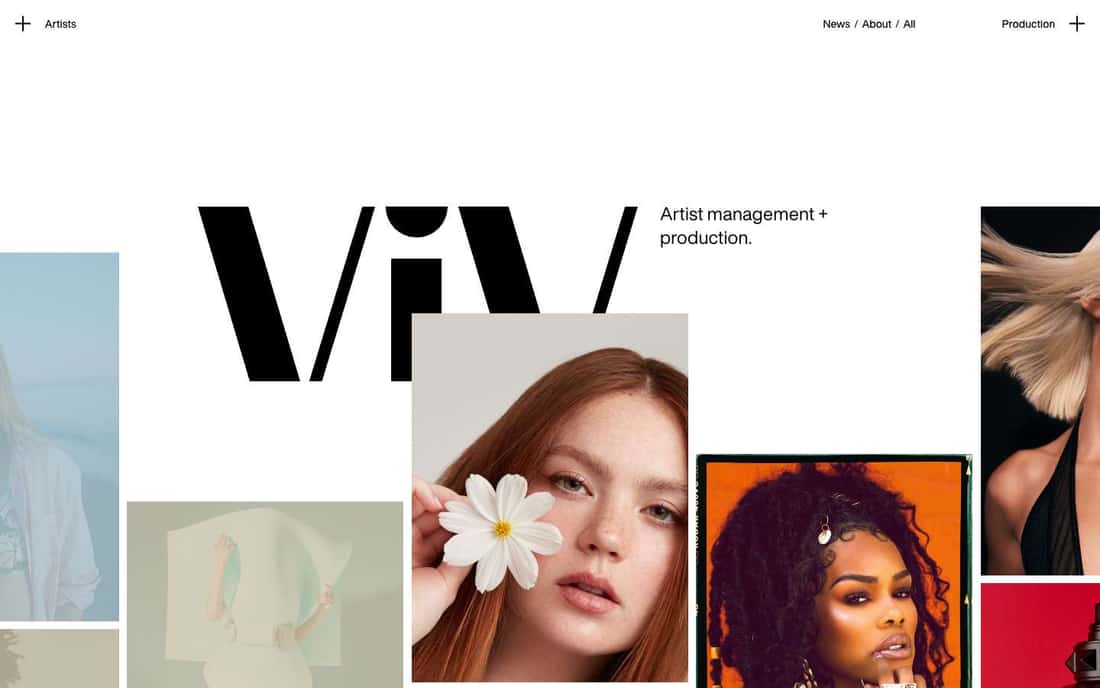 Artists
News / About / All
Production
ViV
Artist management +
production.